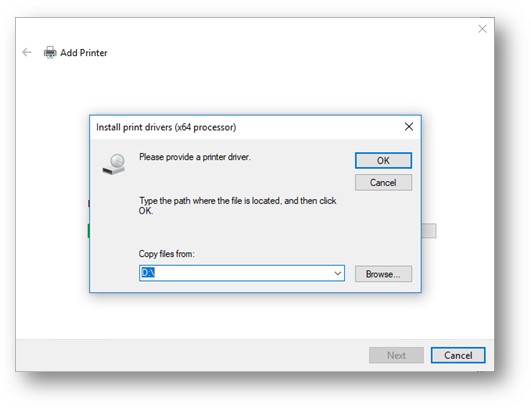 Add Printer
Install print drivers (x64 processor)
Please provide a printer driver.
OK
Cancel
Type the path where the file is located, and then click
OK.
Copy files from:
D:\
Browse...
Next
Cancel